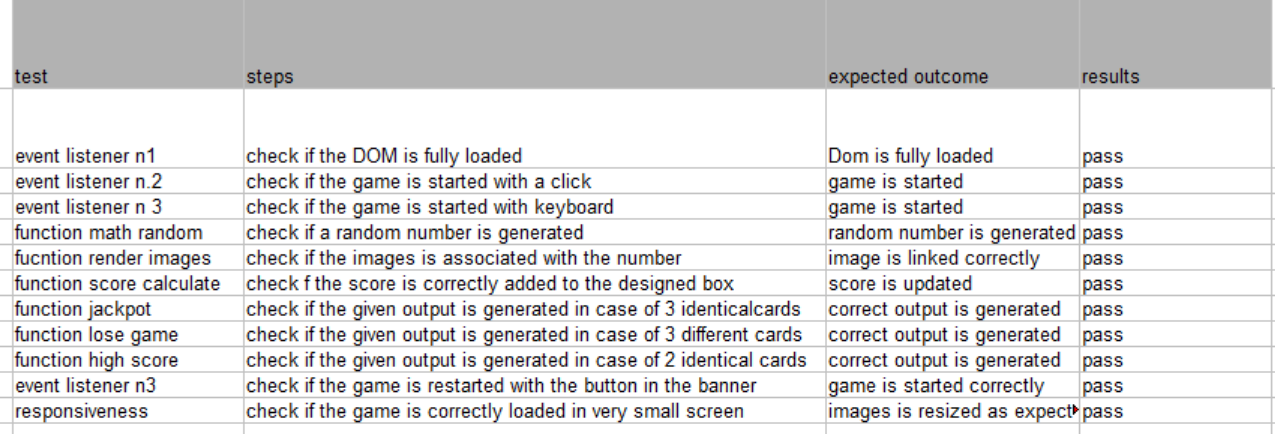 test steps expected outcome results
event listener n1 check if the DOM is fully loaded Dom is fully loaded pass
event listener n.2 check if the game is started with a click game is started pass
event listener n 3 check if the game is started with keyboard game is started pass
function math random check if a random number is generated random number is generated pass
fucntion render images check if the images is associated with the number image is linked correctly pass
function score calculate check f the score is correctly added to the designed box score is updated pass
function jackpot check if the given output is generated in case of 3 identicalcards correct output is generated pass
function lose game check if the given output is generated in case of 3 different cards correct output is generated pass
function high score check if the given output is generated in case of 2 identical cards correct output is generated pass
event listener n3 check if the game is restarted with the button in the banner game is started correctly pass
responsiveness check if the game is correctly loaded in very small screen images is resized as expect pass